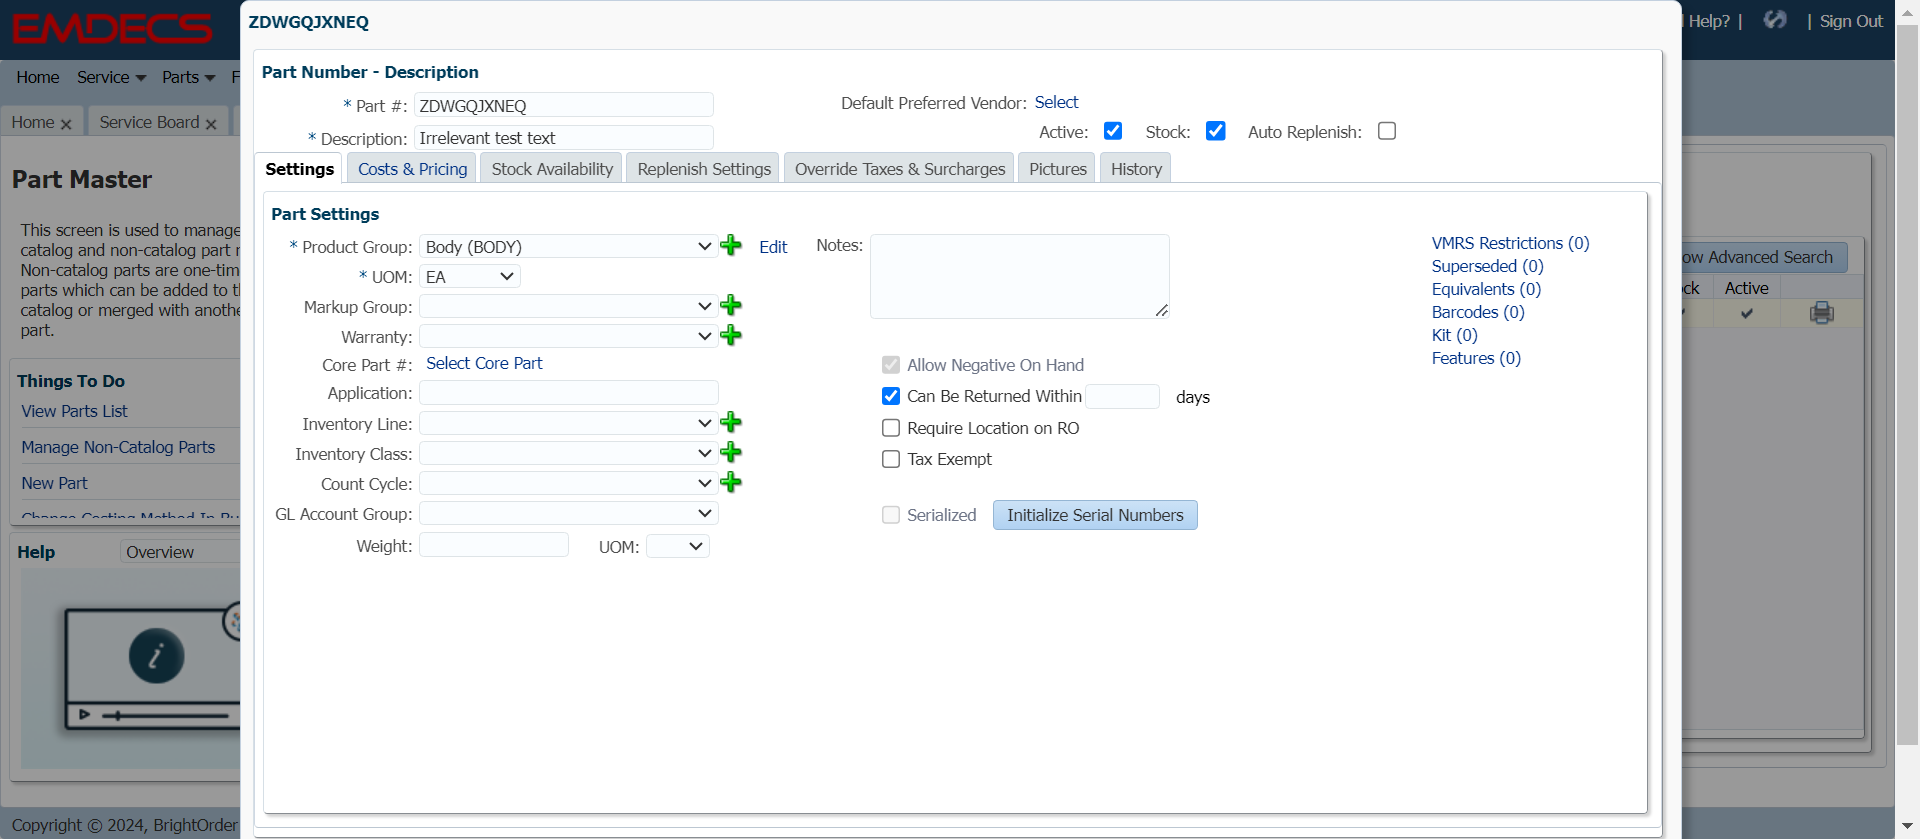 EMDECS
ZDWGQJXNEQ
Help? |
| Sign Out
Home Service Parts F
Home x Service Board x
Part Number - Description
* Part #: ZDWGQJXNEQ
Default Preferred Vendor: Select
* Description: Irrelevant test text
Active: Stock: Auto Replenish:
Settings Costs & Pricing Stock Availability Replenish Settings Override Taxes & Surcharges Pictures History
Part Master
This screen is used to manage
catalog and non-catalog part
Non-catalog parts are one-tim
parts which can be added to t
catalog or merged with anothe
part.
Things To Do
View Parts List
Manage Non-Catalog Parts
New Part
Change Costing Method In Bu
Help Overview
i
Part Settings
* Product Group: Body (BODY) Edit
* UOM: EA
Markup Group:
Warranty:
Core Part #: Select Core Part
Application:
Inventory Line:
Inventory Class:
Count Cycle:
GL Account Group:
Weight: UOM:
Notes:
Allow Negative On Hand
Can Be Returned Within days
Require Location on RO
Tax Exempt
Serialized Initialize Serial Numbers
VMRS Restrictions (0)
Superseded (0)
Equivalents (0)
Barcodes (0)
Kit (0)
Features (0)
ow Advanced Search
ck Active
Copyright © 2024, BrightOrder